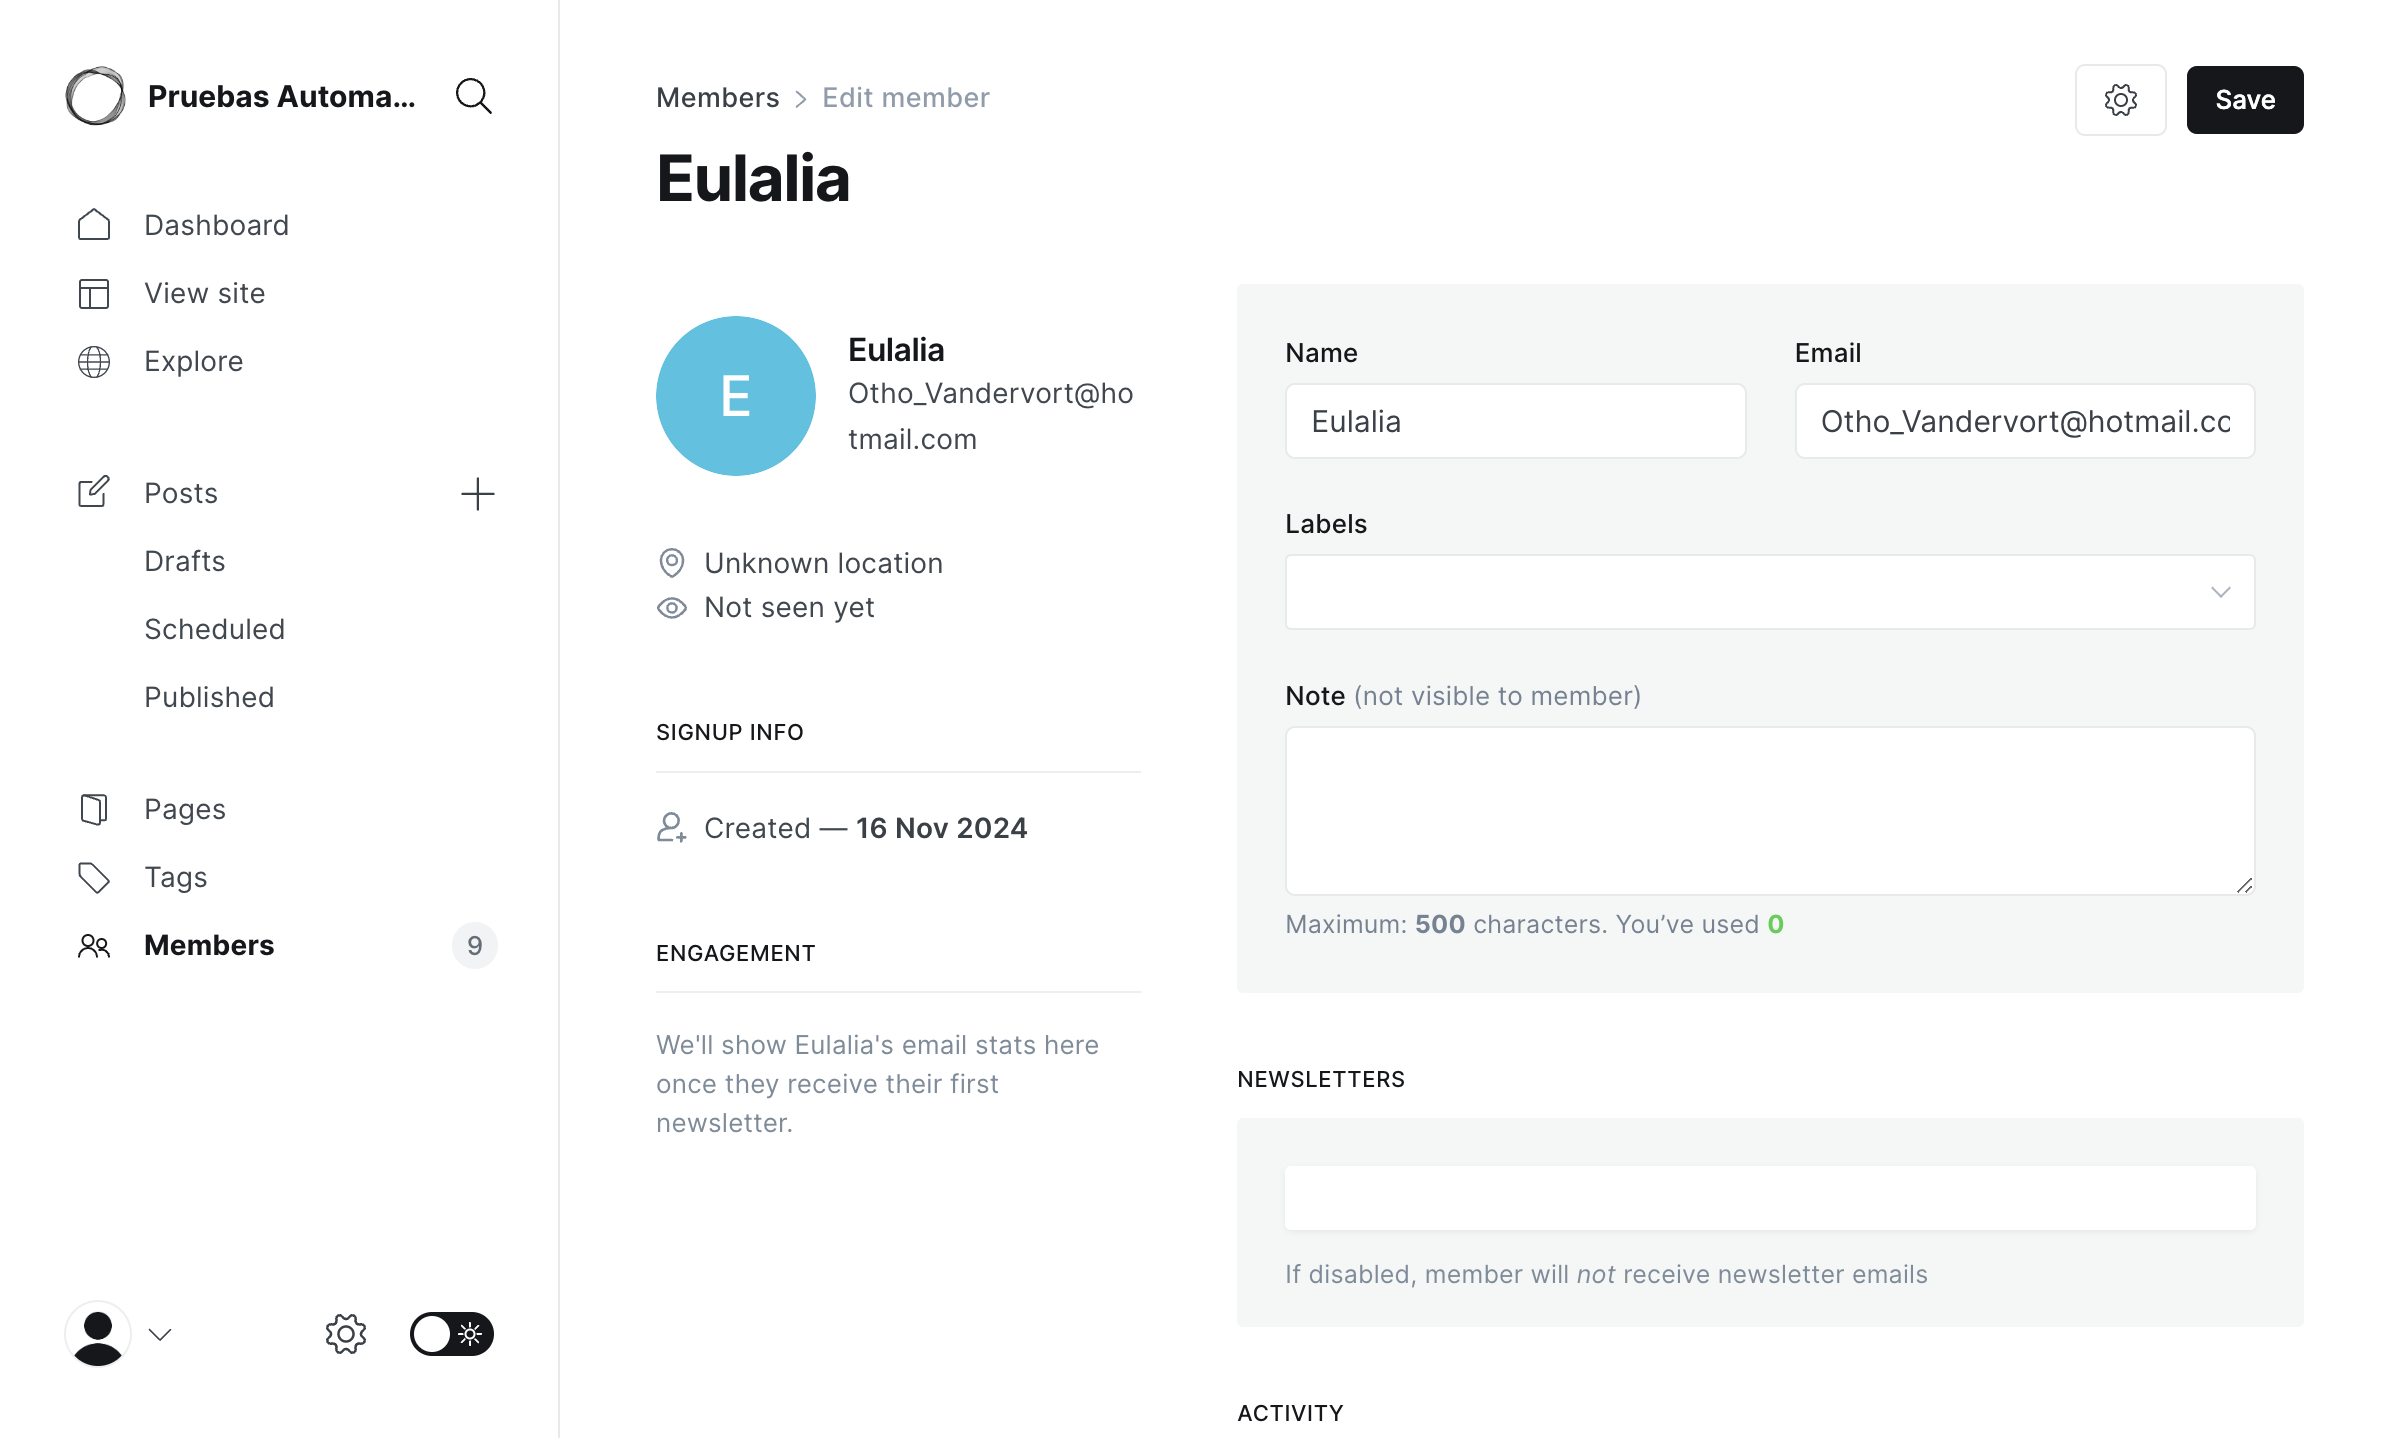 Pruebas Automa...
Dashboard
View site
Explore
Posts
Drafts
Scheduled
Published
Pages
Tags
Members
9
Members > Edit member
Save
Eulalia
E
Eulalia
Otho_Vandervort@ho
tmail.com
Unknown location
Not seen yet
SIGNUP INFO
Created — 16 Nov 2024
ENGAGEMENT
We'll show Eulalia's email stats here
once they receive their first
newsletter.
Name
Eulalia
Email
Otho_Vandervort@hotmail.co
Labels
Note (not visible to member)
Maximum: 500 characters. You’ve used 0
NEWSLETTERS
If disabled, member will not receive newsletter emails
ACTIVITY